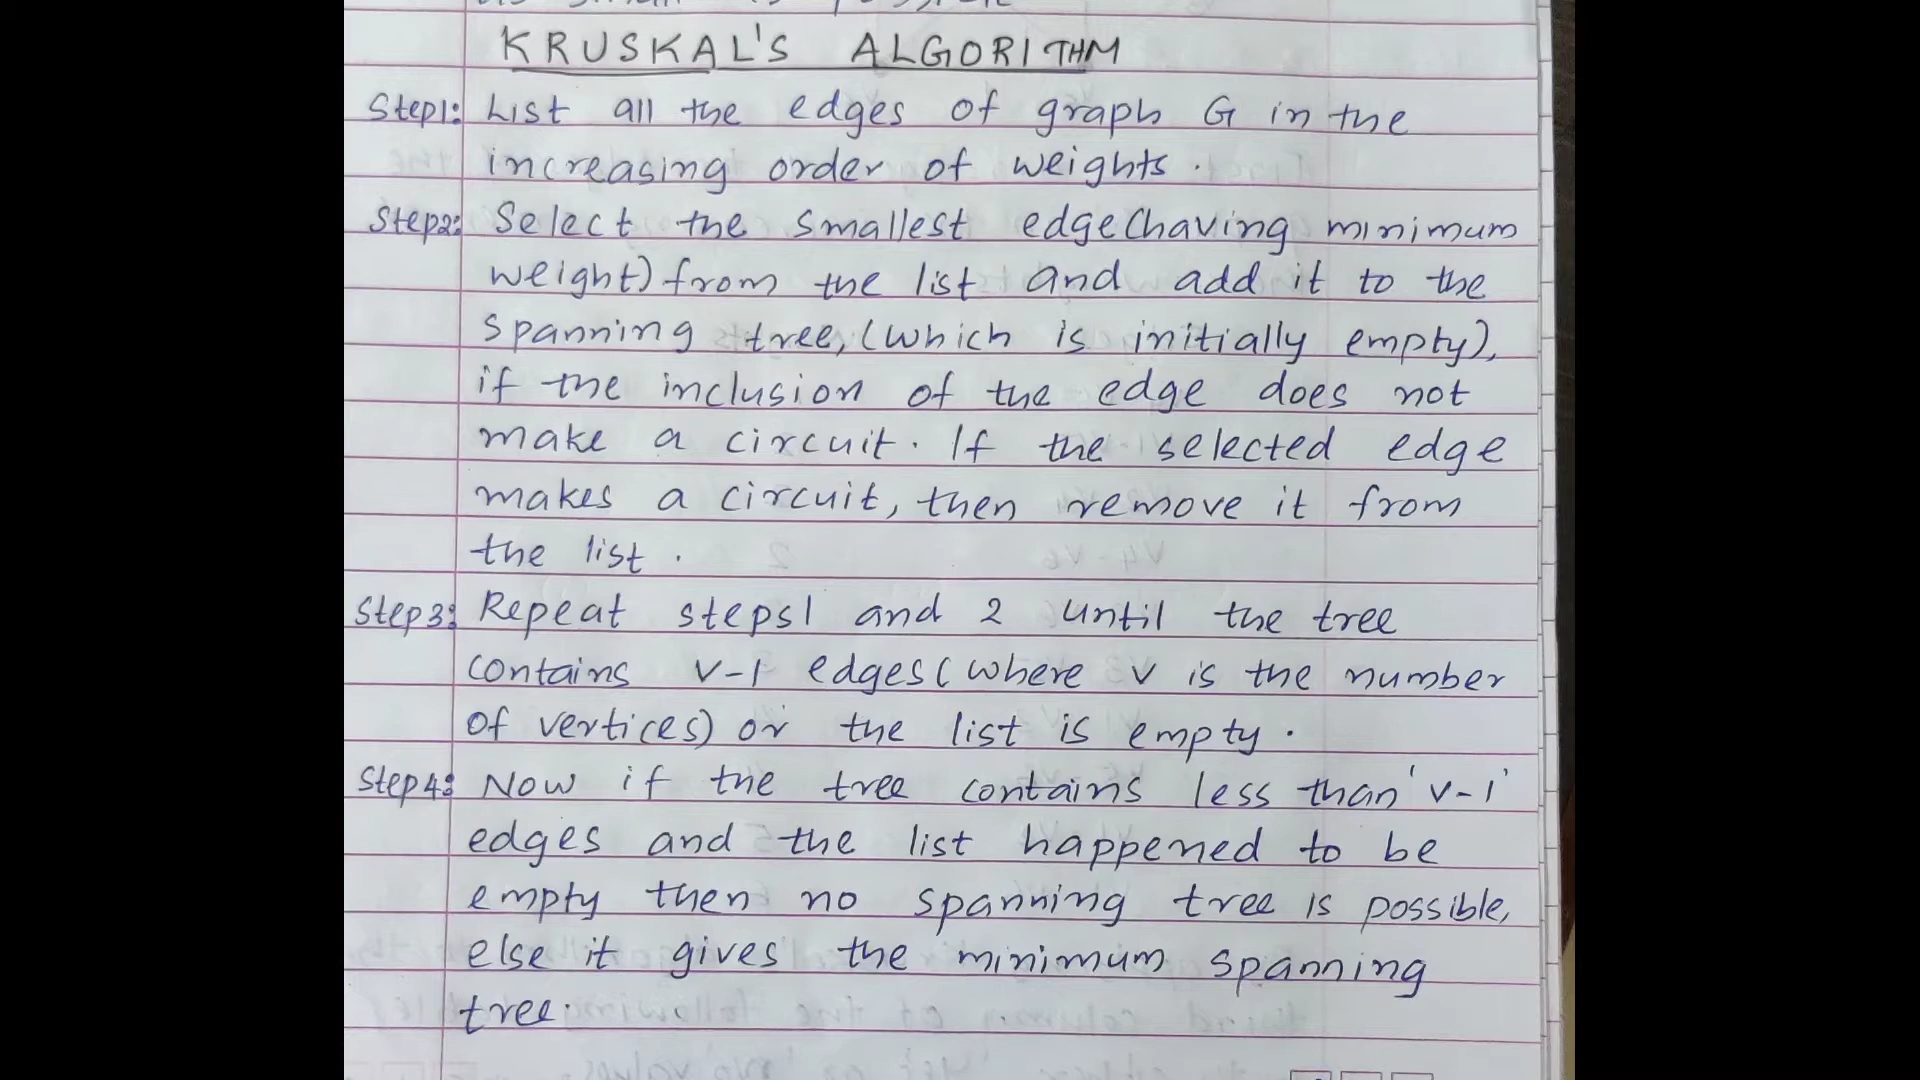 KRUSKAL'S ALGORITHM
Step1: List all the edges of graph G in the
increasing order of weights.
Step2: Select the smallest edge(having minimum
weight) from the list and add it to the
spanning tree, (which is initially empty),
if the inclusion of the edge does not
make a circuit. If the selected edge
makes a circuit, then remove it from
the list.
Step3: Repeat steps1 and 2 until the tree
contains v-1 edges (where v is the number
of vertices) or the list is empty.
Step4: Now if the tree contains less than 'v-1'
edges and the list happened to be
empty then no spanning tree is possible,
else it gives the minimum spanning
tree.